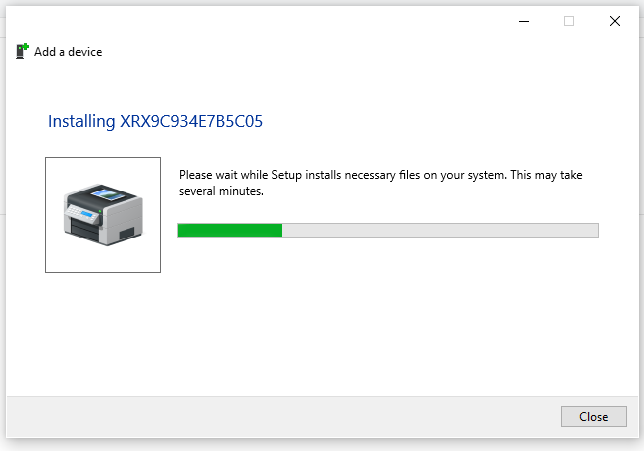 Add a device
Installing XRX9C934E7B5C05
Please wait while Setup installs necessary files on your system. This may take
several minutes.
Close